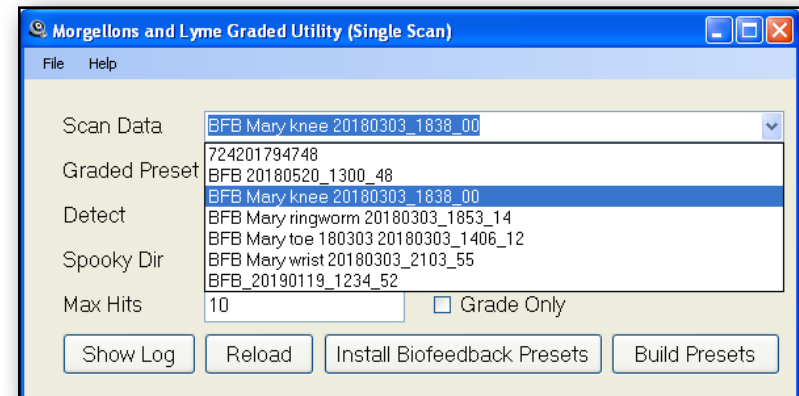 Morgellons and Lyme Graded Utility (Single Scan)
File Help
Scan Data BFB Mary knee 20180303_1838_00
724201794748
Graded Preset BFB 20180520_1300_48
BFB Mary knee 20180303_1838_00
Detect BFB Mary ringworm 20180303_1853_14
BFB Mary toe 180303 20180303_1406_12
Spooky Dir BFB Mary wrist 20180303_2103_55
BFB_20190119_1234_52
Max Hits 10 Grade Only
Show Log Reload Install Biofeedback Presets Build Presets